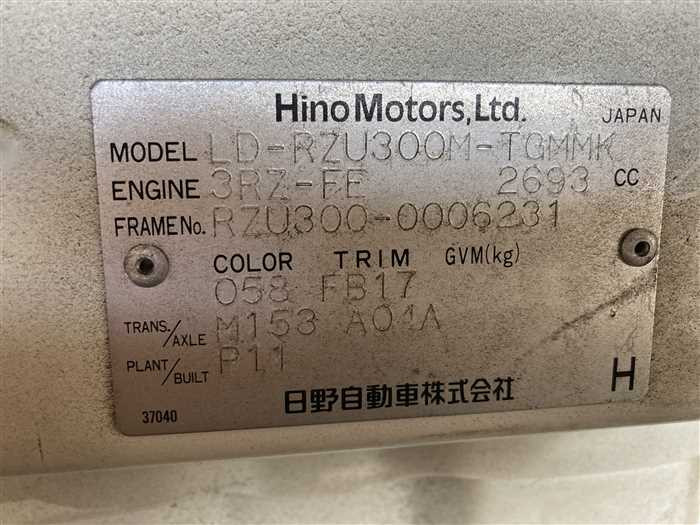 Hino Motors, Ltd. JAPAN
MODEL LD-RZU300M-TGMMK
ENGINE 3RZ-FE 2693 CC
FRAME No. RZU300-0006231
COLOR TRIM GVM(kg)
058 FB17
TRANS./AXLE M153 A01A
PLANT/BUILT P11
37040 日野自動車株式会社 H